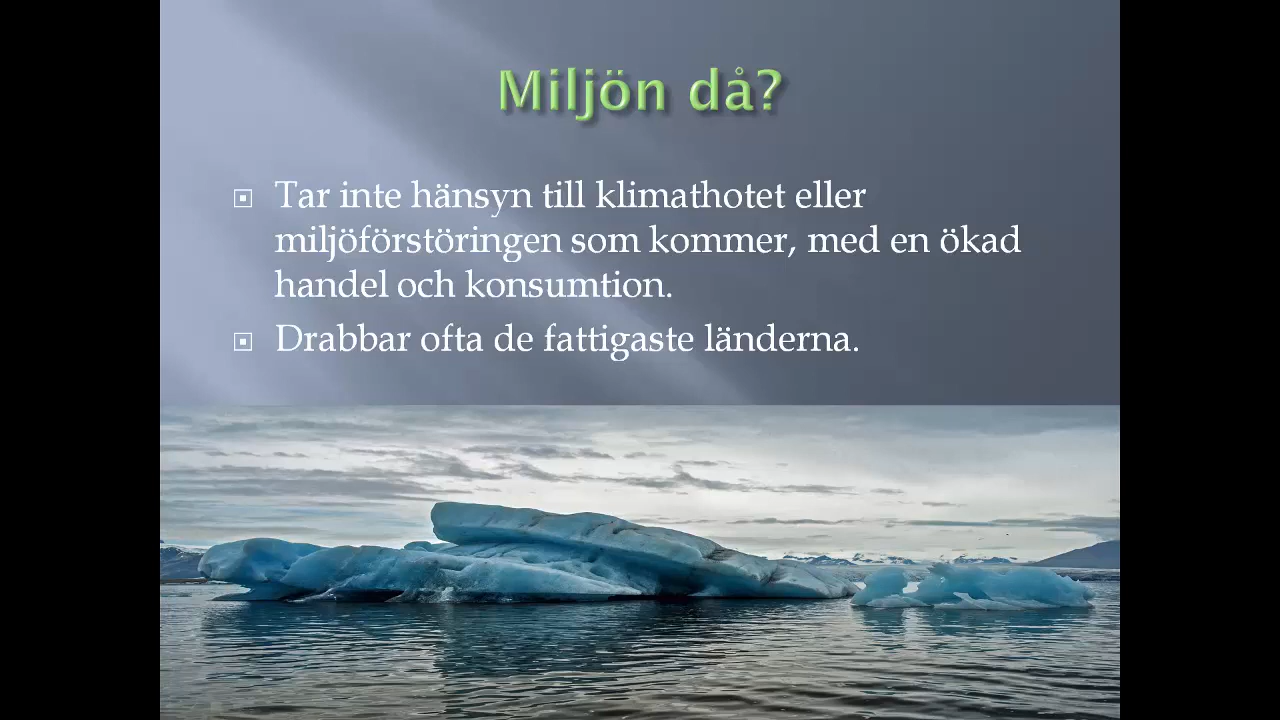 Miljön då?
Tar inte hänsyn till klimathotet eller
miljöförstöringen som kommer, med en ökad
handel och konsumtion.
Drabbar ofta de fattigaste länderna.